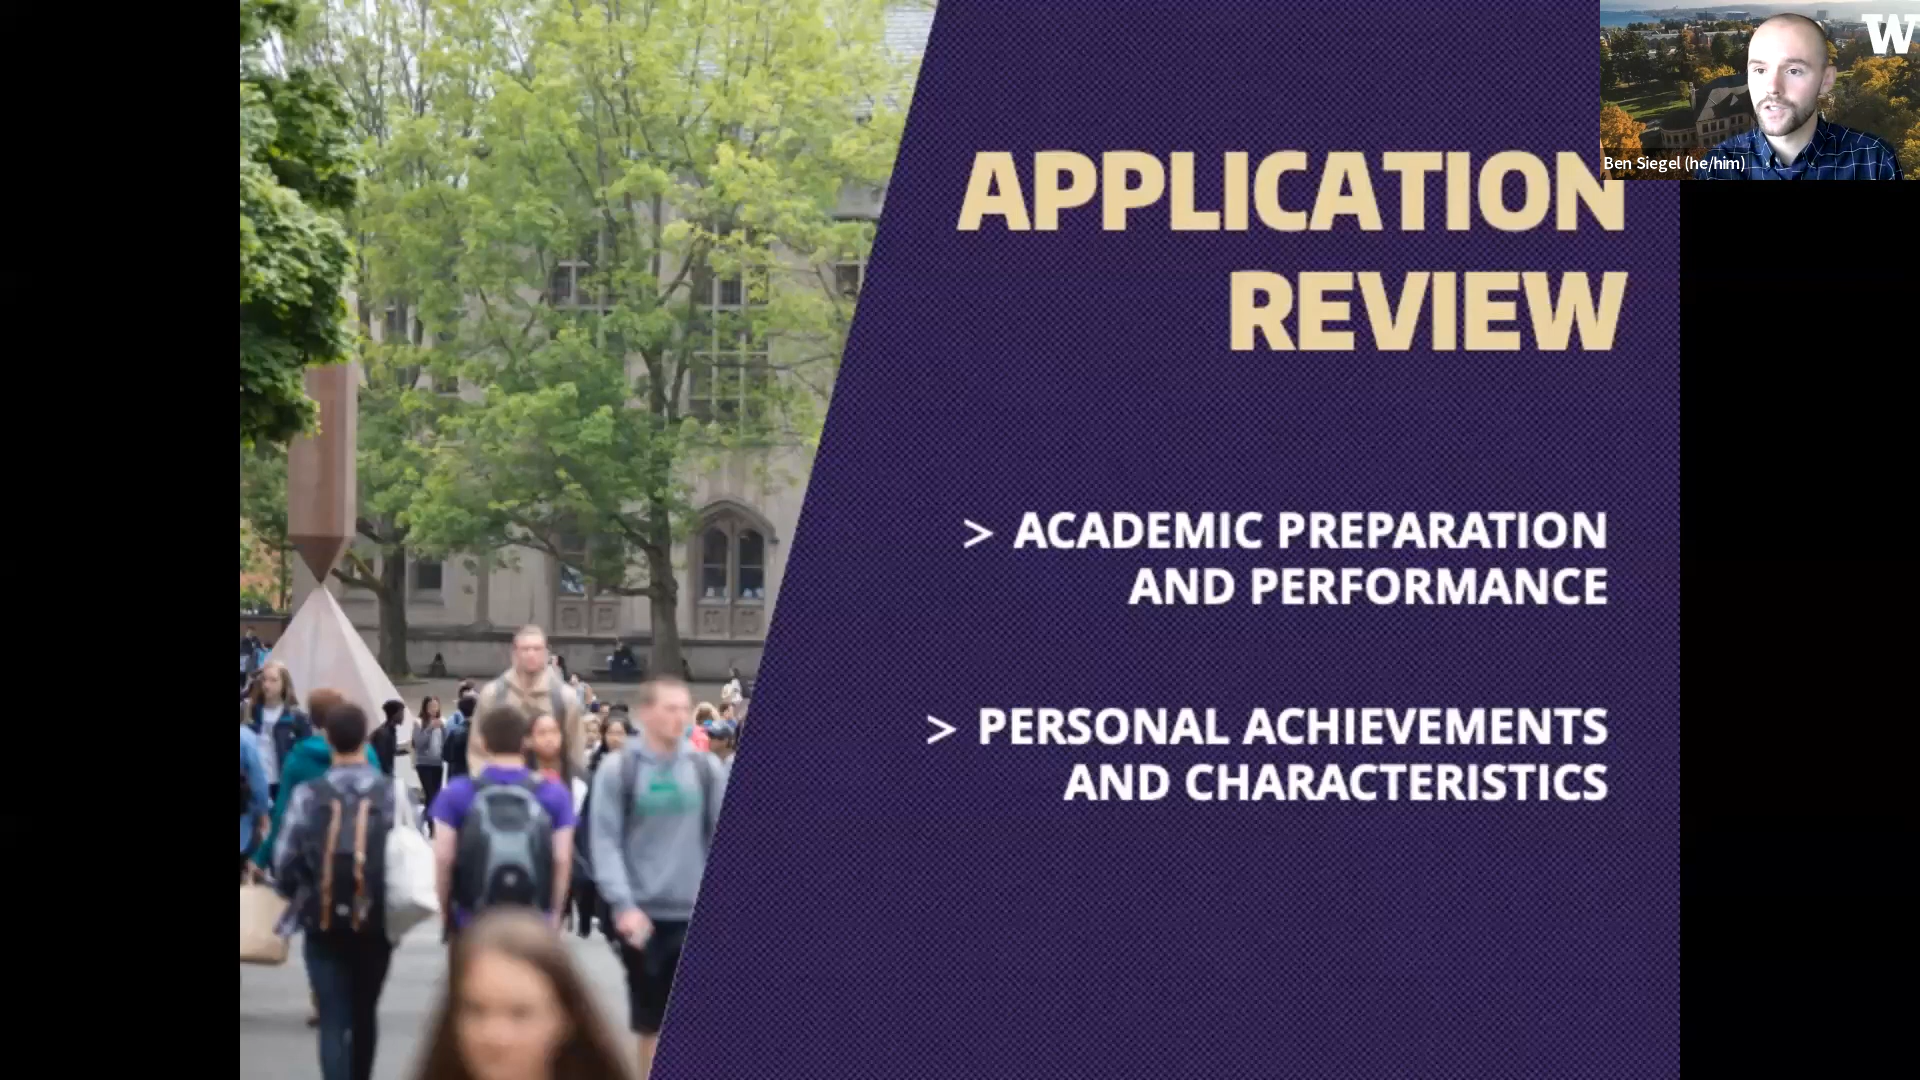 APPLICATION
REVIEW
> ACADEMIC PREPARATION
AND PERFORMANCE
> PERSONAL ACHIEVEMENTS
AND CHARACTERISTICS
W
Ben Siegel (he/him)